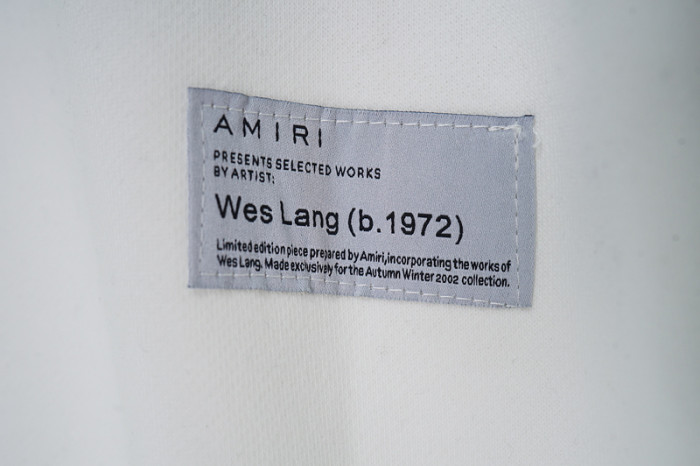 AMIRI
PRESENTS SELECTED WORKS
BY ARTIST:
Wes Lang (b.1972)
Limited edition piece prepared by Amiri,incorporating the works of
Wes Lang. Made exclusively for the Autumn Winter 2002 collection.